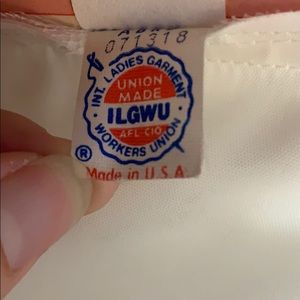 071318
INT. LADIES GARMENT
UNION
MADE
ILGWU
AFL-CIO
WORKERS UNION
®
Made in U.S.A.